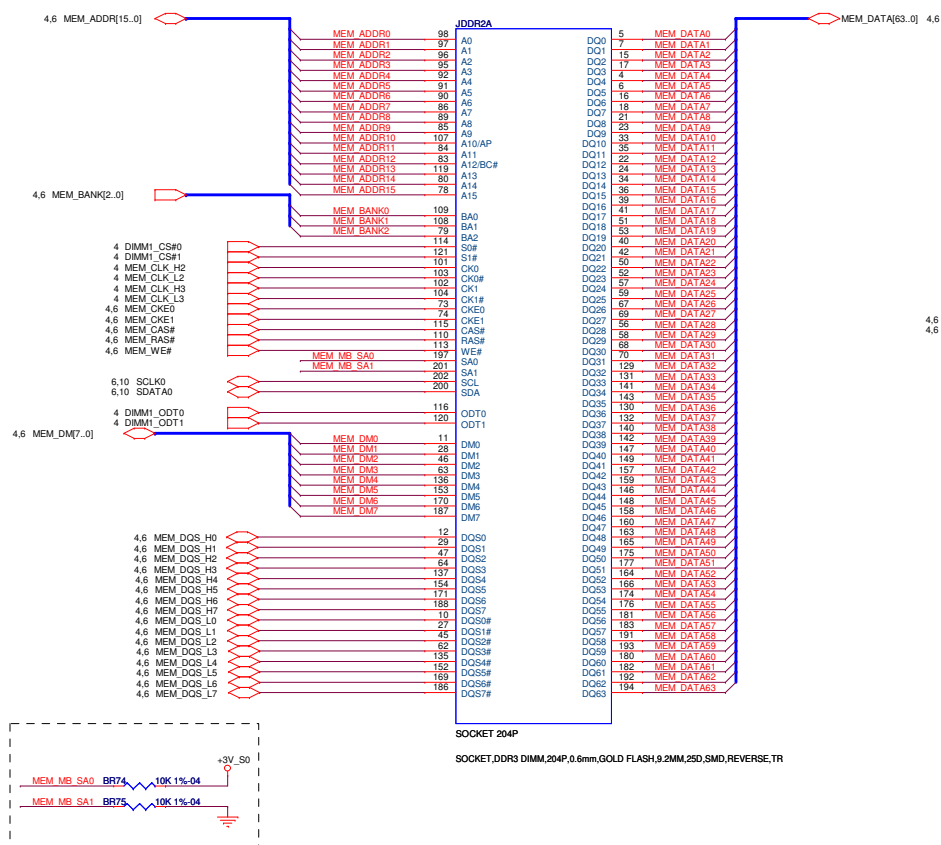 4,6 MEM_ADDR[15..0]
JDDR2A
MEM_DATA[63..0] 4,6
MEM_ADDR0 98 A0
MEM_ADDR1 97 A1
MEM_ADDR2 96 A2
MEM_ADDR3 95 A3
MEM_ADDR4 92 A4
MEM_ADDR5 91 A5
MEM_ADDR6 90 A6
MEM_ADDR7 86 A7
MEM_ADDR8 89 A8
MEM_ADDR9 85 A9
MEM_ADDR10 107 A10/AP
MEM_ADDR11 84 A11
MEM_ADDR12 83 A12/BC#
MEM_ADDR13 119 A13
MEM_ADDR14 80 A14
MEM_ADDR15 78 A15
4,6 MEM_BANK[2..0]
MEM_BANK0 109 BA0
MEM_BANK1 108 BA1
MEM_BANK2 79 BA2
4 DIMM1_CS#0 114 S0#
4 DIMM1_CS#1 121 S1#
4 MEM_CLK_H2 101 CK0
4 MEM_CLK_L2 103 CK0#
4 MEM_CLK_H3 102 CK1
4 MEM_CLK_L3 104 CK1#
4,6 MEM_CKE0 73 CKE0
4,6 MEM_CKE1 74 CKE1
4,6 MEM_CAS# 115 CAS#
4,6 MEM_RAS# 110 RAS#
4,6 MEM_WE# 113 WE#
MEM_MB_SA0 197 SA0
MEM_MB_SA1 201 SA1
6,10 SCLK0 202 SCL
6,10 SDATA0 200 SDA
4 DIMM1_ODT0 116 ODT0
4 DIMM1_ODT1 120 ODT1
4,6 MEM_DM[7..0]
MEM_DM0 11 DM0
MEM_DM1 28 DM1
MEM_DM2 46 DM2
MEM_DM3 63 DM3
MEM_DM4 136 DM4
MEM_DM5 153 DM5
MEM_DM6 170 DM6
MEM_DM7 187 DM7
4,6 MEM_DQS_H0 12 DQS0
4,6 MEM_DQS_H1 29 DQS1
4,6 MEM_DQS_H2 47 DQS2
4,6 MEM_DQS_H3 64 DQS3
4,6 MEM_DQS_H4 137 DQS4
4,6 MEM_DQS_H5 154 DQS5
4,6 MEM_DQS_H6 171 DQS6
4,6 MEM_DQS_H7 188 DQS7
4,6 MEM_DQS_L0 10 DQS0#
4,6 MEM_DQS_L1 27 DQS1#
4,6 MEM_DQS_L2 45 DQS2#
4,6 MEM_DQS_L3 62 DQS3#
4,6 MEM_DQS_L4 135 DQS4#
4,6 MEM_DQS_L5 152 DQS5#
4,6 MEM_DQS_L6 169 DQS6#
4,6 MEM_DQS_L7 186 DQS7#
DQ0 5 MEM_DATA0
DQ1 7 MEM_DATA1
DQ2 15 MEM_DATA2
DQ3 17 MEM_DATA3
DQ4 4 MEM_DATA4
DQ5 6 MEM_DATA5
DQ6 16 MEM_DATA6
DQ7 18 MEM_DATA7
DQ8 21 MEM_DATA8
DQ9 23 MEM_DATA9
DQ10 33 MEM_DATA10
DQ11 35 MEM_DATA11
DQ12 22 MEM_DATA12
DQ13 24 MEM_DATA13
DQ14 34 MEM_DATA14
DQ15 36 MEM_DATA15
DQ16 39 MEM_DATA16
DQ17 41 MEM_DATA17
DQ18 51 MEM_DATA18
DQ19 53 MEM_DATA19
DQ20 40 MEM_DATA20
DQ21 42 MEM_DATA21
DQ22 50 MEM_DATA22
DQ23 52 MEM_DATA23
DQ24 57 MEM_DATA24
DQ25 59 MEM_DATA25
DQ26 67 MEM_DATA26
DQ27 69 MEM_DATA27
DQ28 56 MEM_DATA28
DQ29 58 MEM_DATA29
DQ30 68 MEM_DATA30
DQ31 70 MEM_DATA31
DQ32 129 MEM_DATA32
DQ33 131 MEM_DATA33
DQ34 141 MEM_DATA34
DQ35 143 MEM_DATA35
DQ36 130 MEM_DATA36
DQ37 132 MEM_DATA37
DQ38 140 MEM_DATA38
DQ39 142 MEM_DATA39
DQ40 147 MEM_DATA40
DQ41 149 MEM_DATA41
DQ42 157 MEM_DATA42
DQ43 159 MEM_DATA43
DQ44 146 MEM_DATA44
DQ45 148 MEM_DATA45
DQ46 158 MEM_DATA46
DQ47 160 MEM_DATA47
DQ48 163 MEM_DATA48
DQ49 165 MEM_DATA49
DQ50 175 MEM_DATA50
DQ51 177 MEM_DATA51
DQ52 164 MEM_DATA52
DQ53 166 MEM_DATA53
DQ54 174 MEM_DATA54
DQ55 176 MEM_DATA55
DQ56 181 MEM_DATA56
DQ57 183 MEM_DATA57
DQ58 191 MEM_DATA58
DQ59 193 MEM_DATA59
DQ60 180 MEM_DATA60
DQ61 182 MEM_DATA61
DQ62 192 MEM_DATA62
DQ63 194 MEM_DATA63
4,6
4,6
SOCKET 204P
SOCKET,DDR3 DIMM,204P,0.6mm,GOLD FLASH,9.2MM,25D,SMD,REVERSE,TR
+3V_S0
MEM_MB_SA0 BR74 10K 1%-04
MEM_MB_SA1 BR75 10K 1%-04